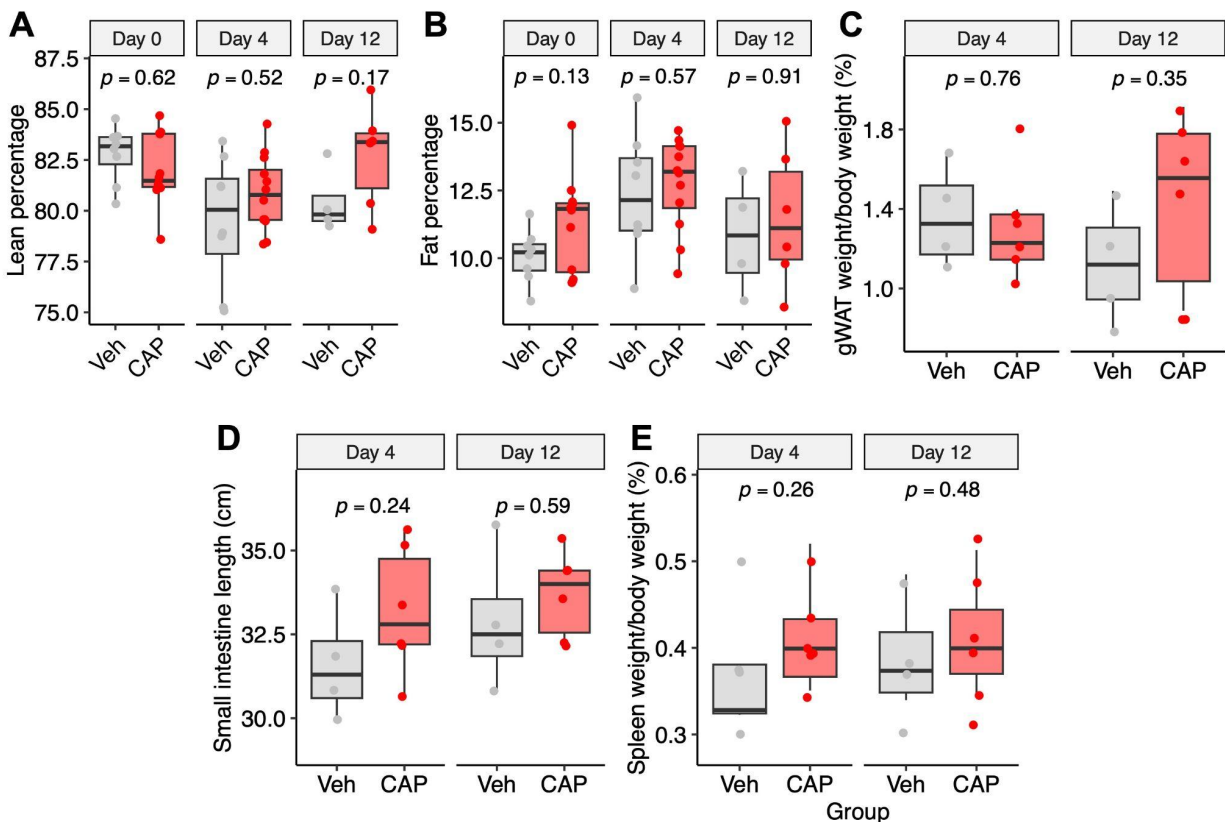 A
Day 0
Day 4
Day 12
Lean percentage
87.5
85.0
82.5
80.0
77.5
75.0
p = 0.62
p = 0.52
p = 0.17
Veh
CAP
Veh
CAP
Veh
CAP
B
Day 0
Day 4
Day 12
Fat percentage
15.0
12.5
10.0
p = 0.13
p = 0.57
p = 0.91
Veh
CAP
Veh
CAP
Veh
CAP
C
Day 4
Day 12
gWAT weight/body weight (%)
1.8
1.4
1.0
p = 0.76
p = 0.35
Veh
CAP
Veh
CAP
D
Day 4
Day 12
Small intestine length (cm)
35.0
32.5
30.0
p = 0.24
p = 0.59
Veh
CAP
Veh
CAP
E
Day 4
Day 12
Spleen weight/body weight (%)
0.6
0.5
0.4
0.3
p = 0.26
p = 0.48
Veh
CAP
Veh
CAP
Group